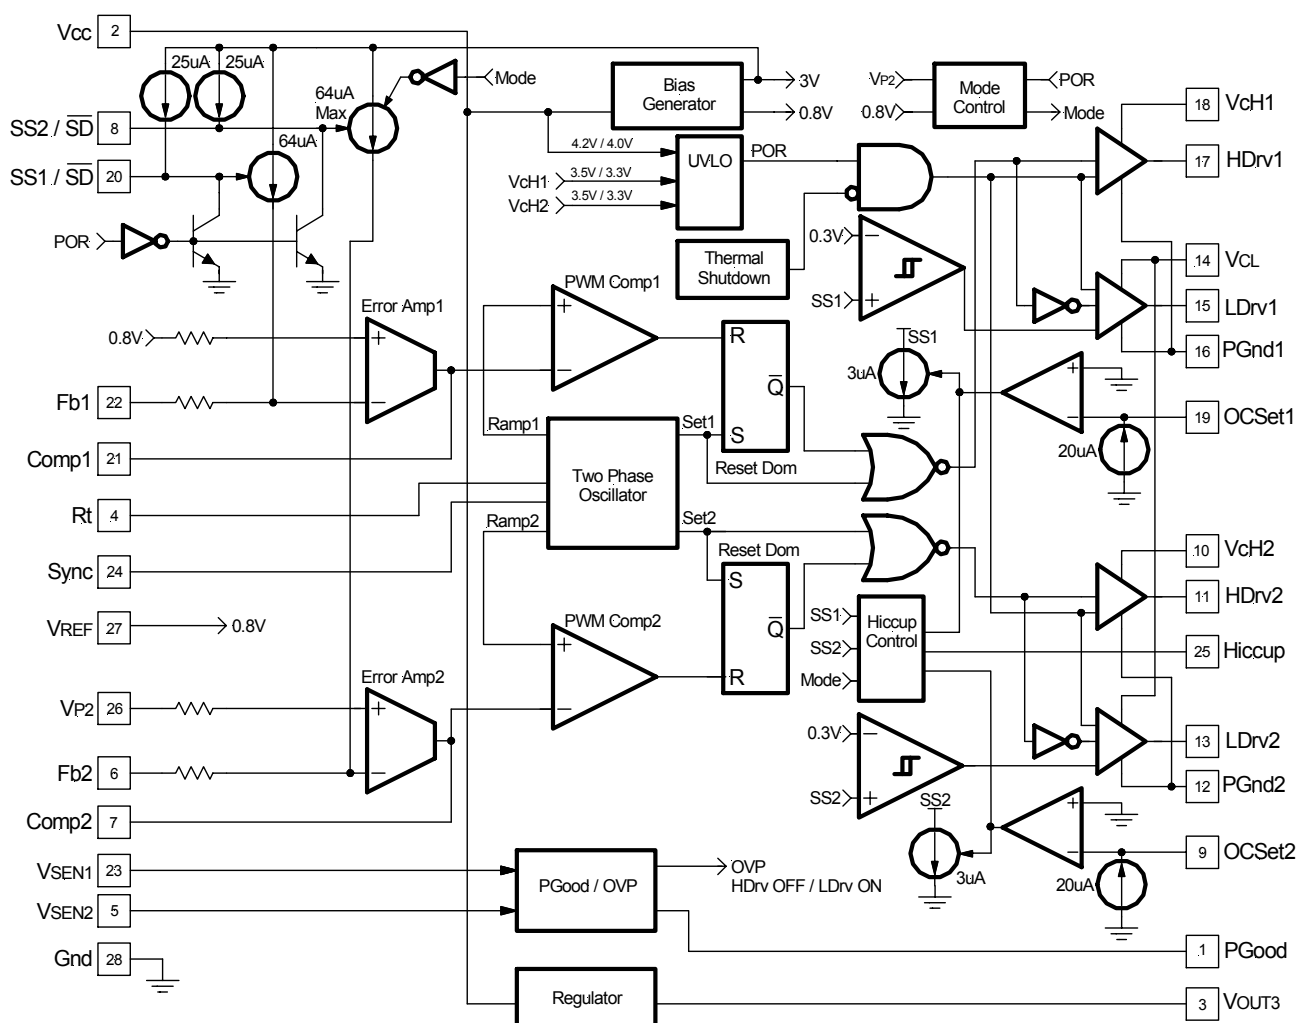 Vcc 2
25uA 25uA
64uA
Max
Mode
Bias
Generator
3V
0.8V
VP2
0.8V
Mode
Control
POR
Mode
18 VcH1
SS2 / SD 8
64uA
4.2V / 4.0V
UVLO
POR
17 HDrv1
SS1 / SD 20
VcH1 3.5V / 3.3V
VcH2 3.5V / 3.3V
POR
Thermal
Shutdown
0.3V
SS1
14 VCL
15 LDrv1
16 PGnd1
Error Amp1
PWM Comp1
0.8V
R
Q
S
Reset Dom
SS1
3uA
Fb1 22
19 OCSet1
20uA
Comp1 21
Ramp1
Set1
Two Phase
Oscillator
Rt 4
Ramp2
Set2
Reset Dom
Sync 24
S
Q
R
10 VcH2
11 HDrv2
VREF 27
0.8V
PWM Comp2
SS1
SS2
Mode
Hiccup
Control
25 Hiccup
Error Amp2
VP2 26
0.3V
SS2
13 LDrv2
12 PGnd2
Fb2 6
Comp2 7
SS2
3uA
9 OCSet2
20uA
VSEN1 23
VSEN2 5
PGood / OVP
OVP
HDrv OFF / LDrv ON
Gnd 28
1 PGood
Regulator
3 VOUT3